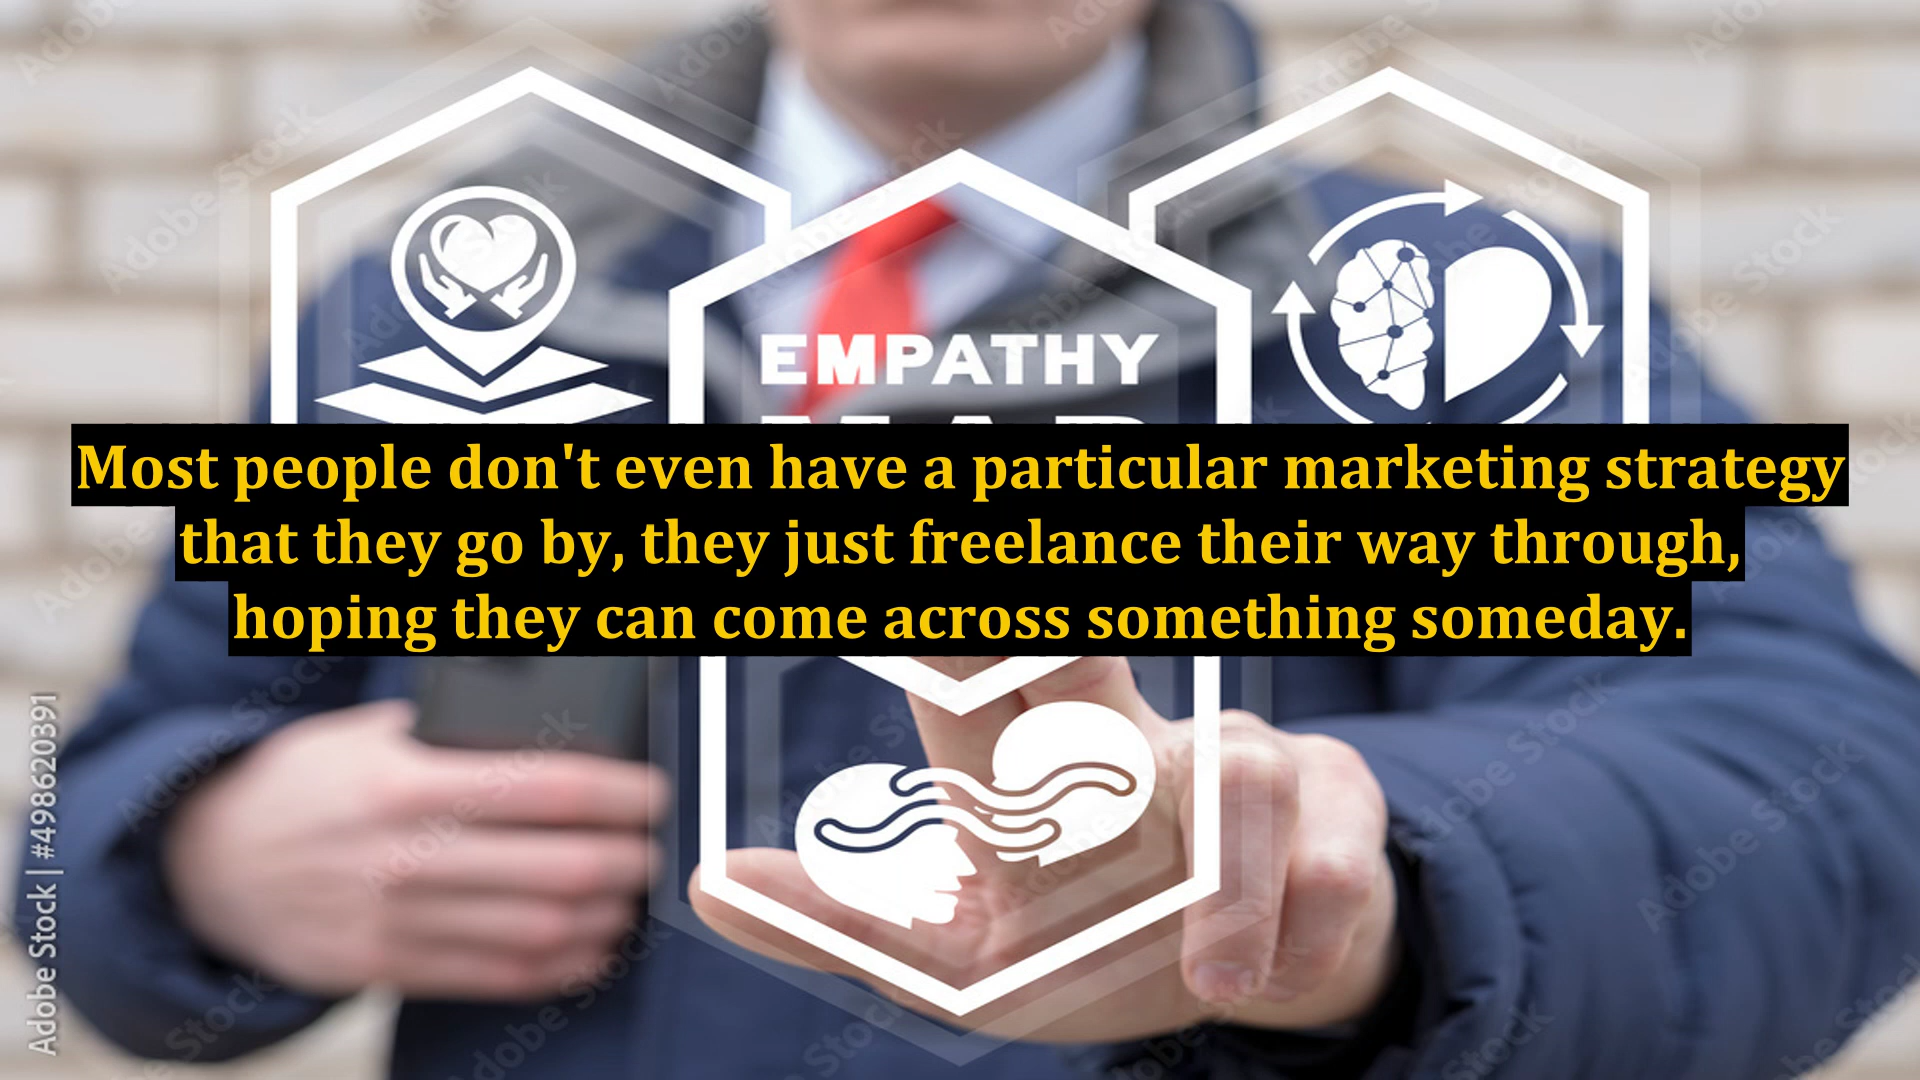 EMPATHY
Most people don't even have a particular marketing strategy
that they go by, they just freelance their way through,
hoping they can come across something someday.
Adobe Stock | #498620391